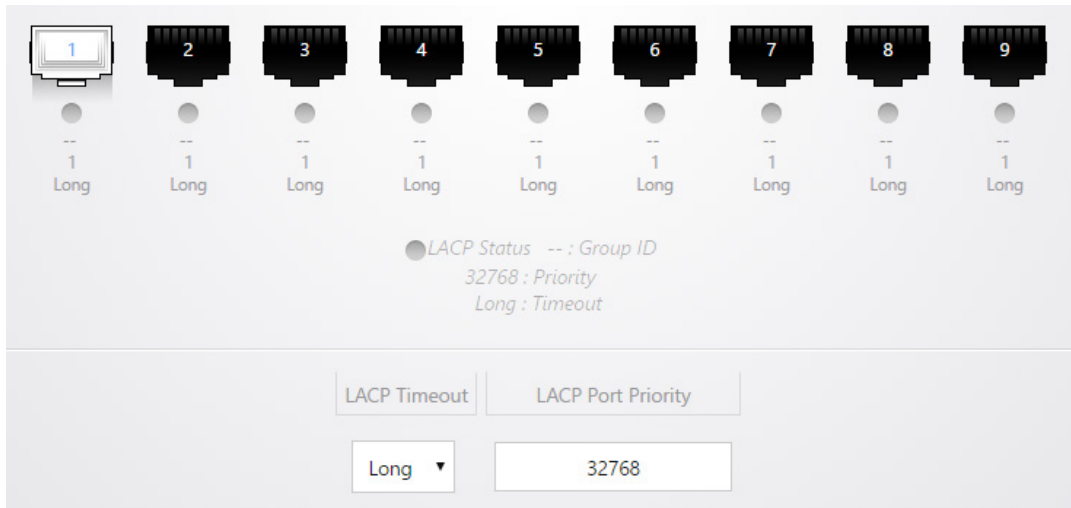 1 2 3 4 5 6 7 8 9
-- -- -- -- -- -- -- -- --
1 1 1 1 1 1 1 1 1
Long Long Long Long Long Long Long Long Long
LACP Status -- : Group ID
32768 : Priority
Long : Timeout
LACP Timeout LACP Port Priority
Long 32768